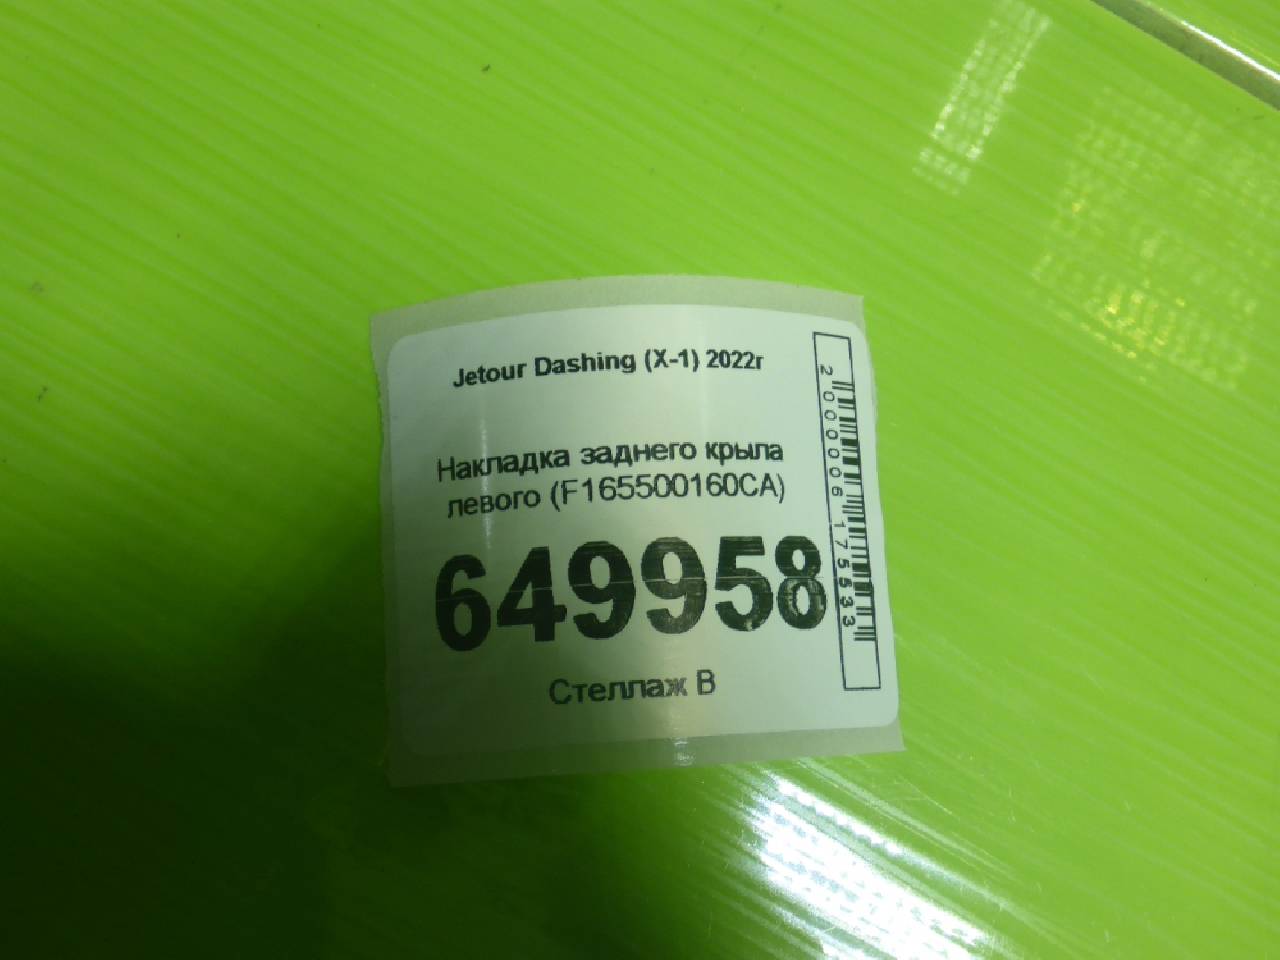 Jetour Dashing (X-1) 2022г
Накладка заднего крыла
левого (F165500160CA)
649958
Стеллаж В
2000006175533